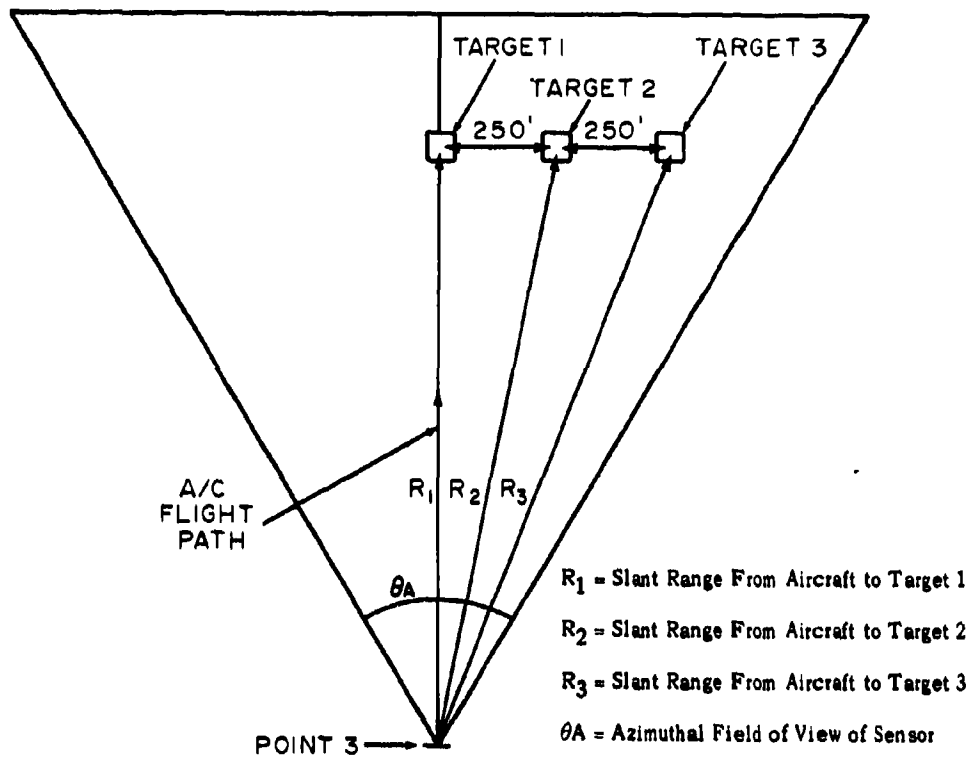 TARGET 1
TARGET 3
TARGET 2
250'
250'
A/C
FLIGHT
PATH
R1
R2
R3
θA
R1 = Slant Range From Aircraft to Target 1
R2 = Slant Range From Aircraft to Target 2
R3 = Slant Range From Aircraft to Target 3
θA = Azimuthal Field of View of Sensor
POINT 3